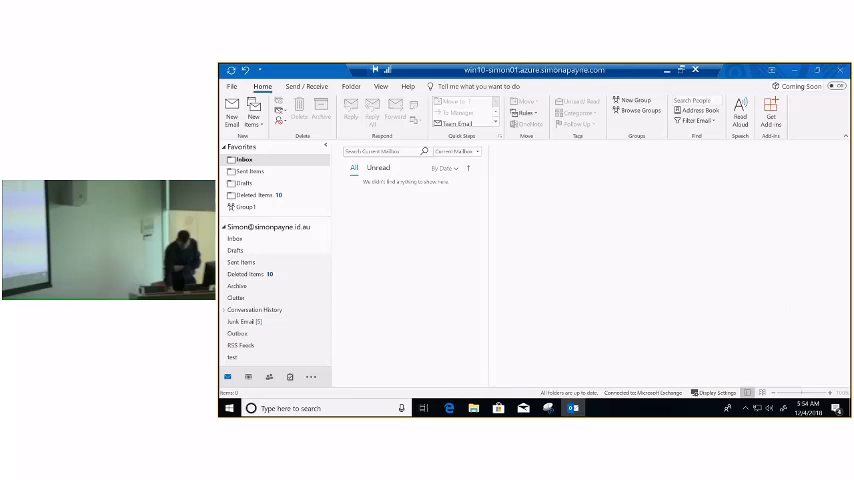 win10-simon01.azure.simonapayne.com
File Home Send / Receive Folder View Help Tell me what you want to do
Coming Soon Off
New Email
New Items
Delete
Archive
Reply
Reply All
Forward
Move to: ?
To Manager
Team Email
Move
Rules
OneNote
Unread/ Read
Categorize
Follow Up
New Group
Browse Groups
Search People
Address Book
Filter Email
Read Aloud
Get Add-ins
New Delete Respond Quick Steps Move Tags Groups Find Speech Add-ins
Favorites
Inbox
Sent Items
Drafts
Deleted Items 10
Group1
Simon@simonpayne.id.au
Inbox
Drafts
Sent Items
Deleted Items 10
Archive
Clutter
Conversation History
Junk Email [5]
Outbox
RSS Feeds
test
Search Current Mailbox Current Mailbox
All Unread By Date
We didn't find anything to show here.
Items: 0 All folders are up to date. Connected to: Microsoft Exchange Display Settings 100%
Type here to search
5:54 AM
12/4/2018